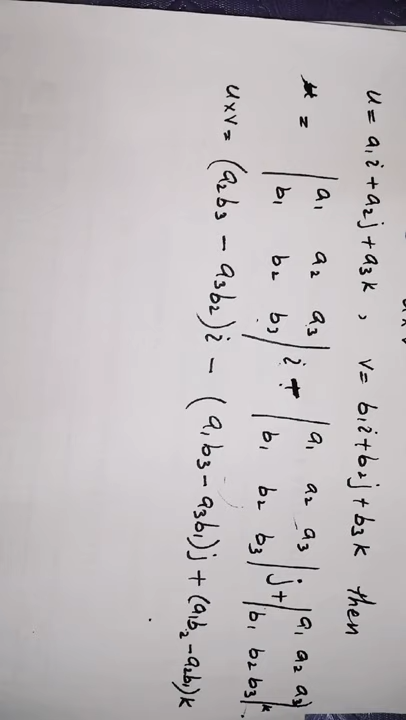 u = a₁i + a₂j + a₃k , v = b₁i + b₂j + b₃k then
= | a₁ a₂ a₃ | i + | a₁ a₂ a₃ | j + | a₁ a₂ a₃ | k
| b₁ b₂ b₃ | | b₁ b₂ b₃ | | b₁ b₂ b₃ |
u×v = (a₂b₃ − a₃b₂)i − (a₁b₃ − a₃b₁)j + (a₁b₂ − a₂b₁)k